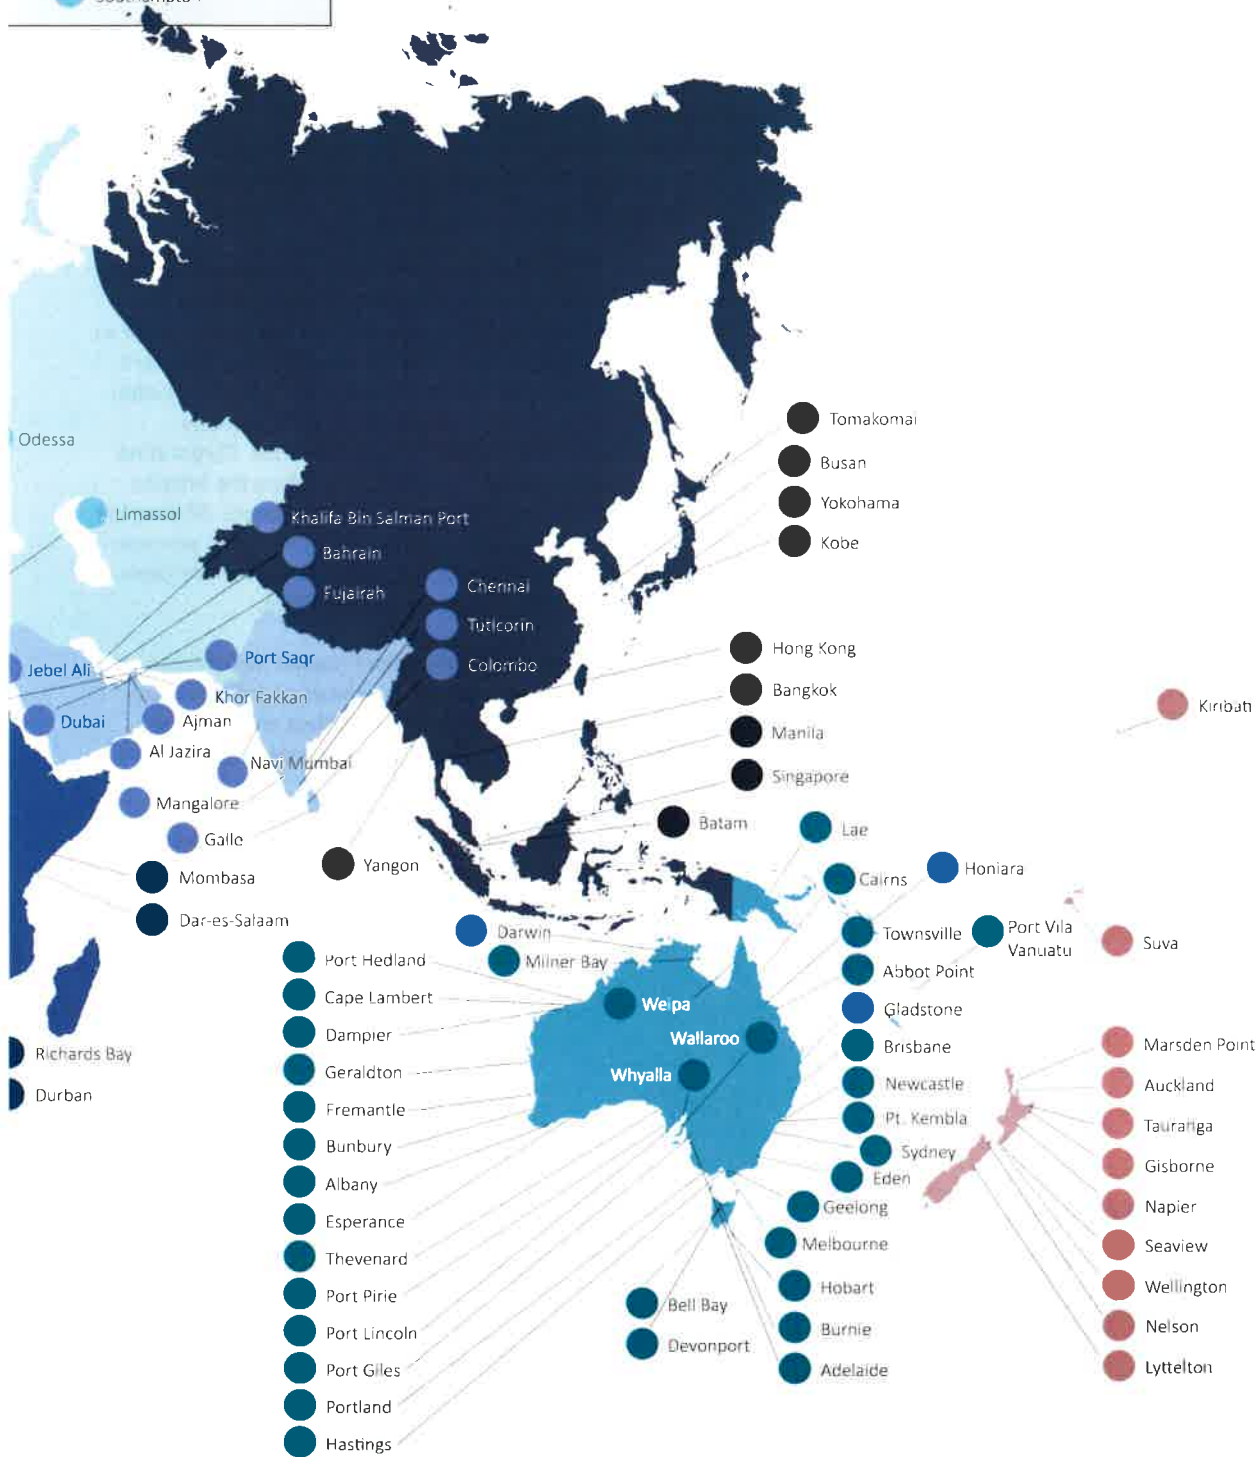 Odessa
Limassol
Khalifa Bin Salman Port
Bahrain
Fujairah
Chennai
Tuticorin
Colombo
Jebel Ali
Port Saqr
Khor Fakkan
Dubai
Ajman
Al Jazira
Navi Mumbai
Mangalore
Galle
Mombasa
Dar-es-Salaam
Richards Bay
Durban
Yangon
Tomakomai
Busan
Yokohama
Kobe
Hong Kong
Bangkok
Manila
Singapore
Batam
Kiribati
Lae
Cairns
Honiara
Townsville
Port Vila
Vanuatu
Suva
Abbot Point
Gladstone
Brisbane
Newcastle
Pt. Kembla
Sydney
Eden
Geelong
Melbourne
Hobart
Burnie
Adelaide
Bell Bay
Devonport
Darwin
Milner Bay
Weipa
Wallaroo
Whyalla
Port Hedland
Cape Lambert
Dampier
Geraldton
Fremantle
Bunbury
Albany
Esperance
Thevenard
Port Pirie
Port Lincoln
Port Giles
Portland
Hastings
Marsden Point
Auckland
Tauranga
Gisborne
Napier
Seaview
Wellington
Nelson
Lyttelton